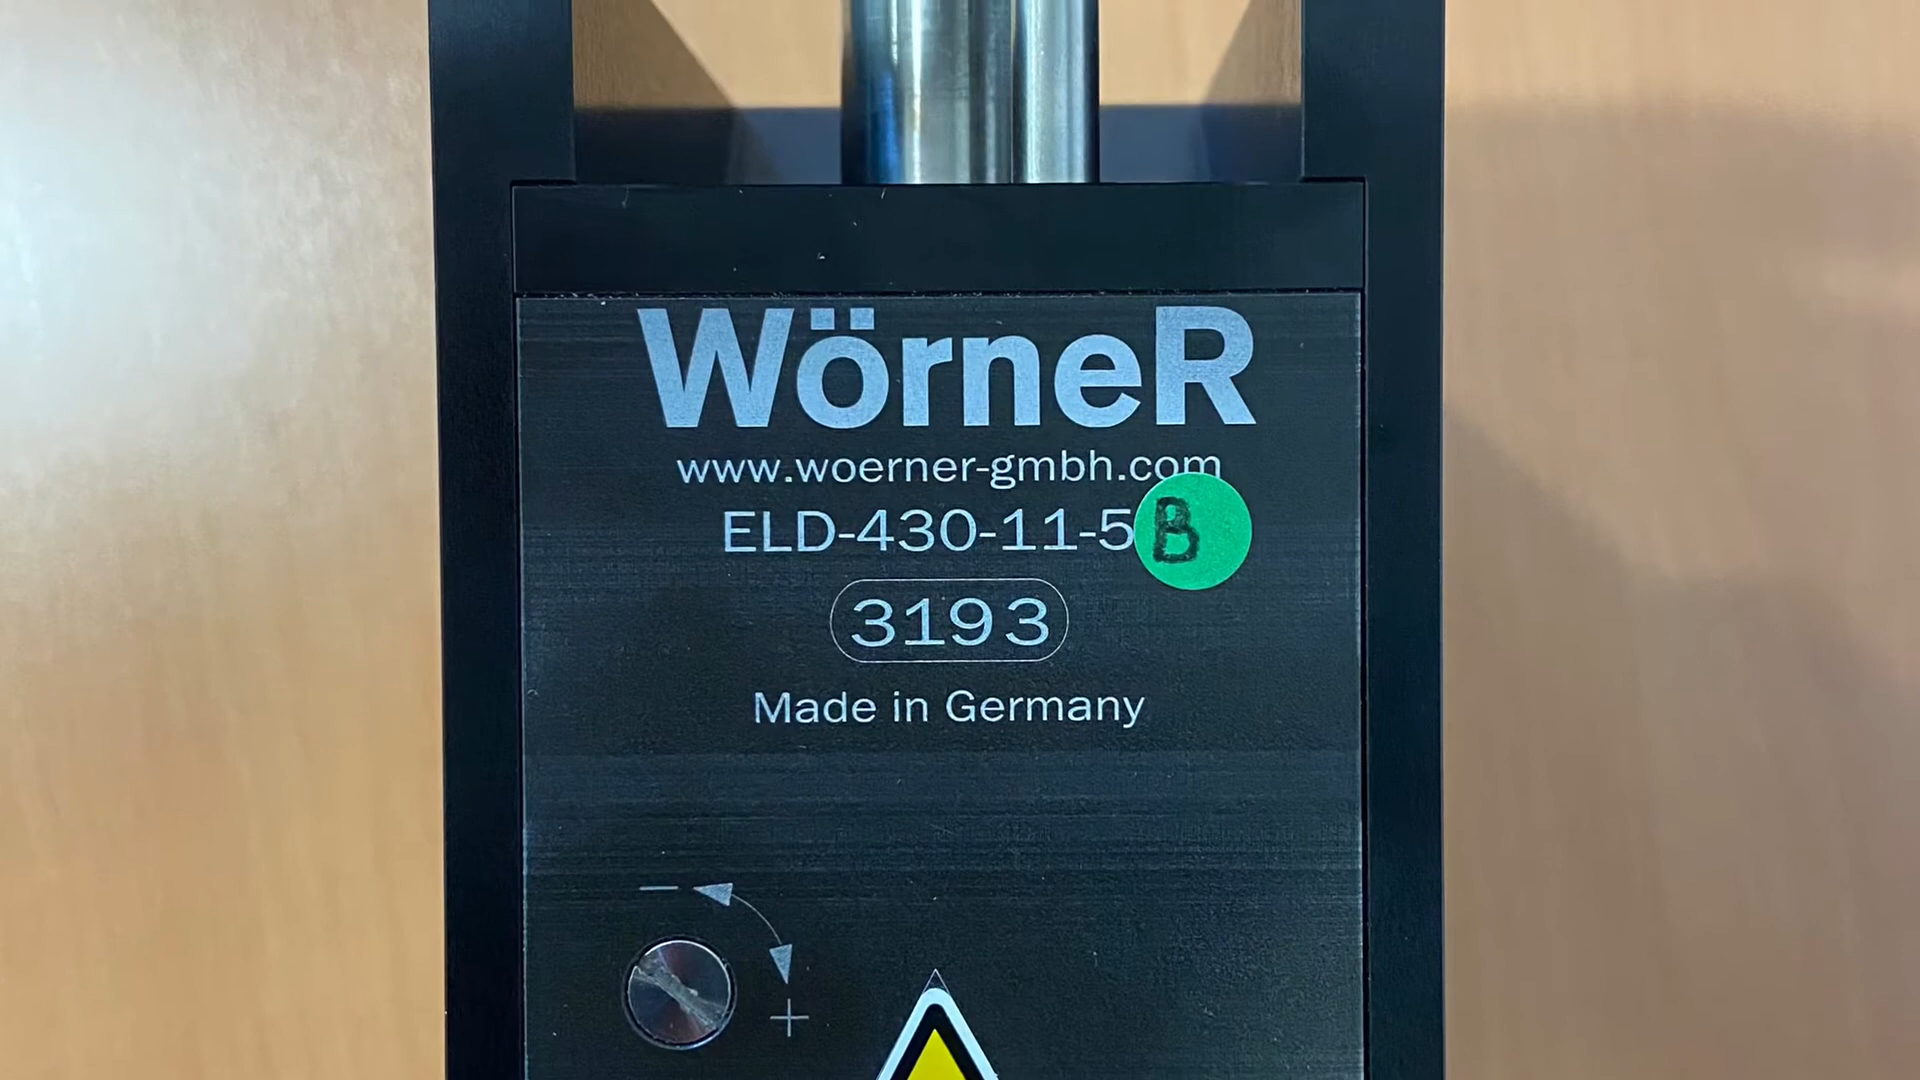 WörneR
www.woerner-gmbh.com
ELD-430-11-5
B
3193
Made in Germany
−
+